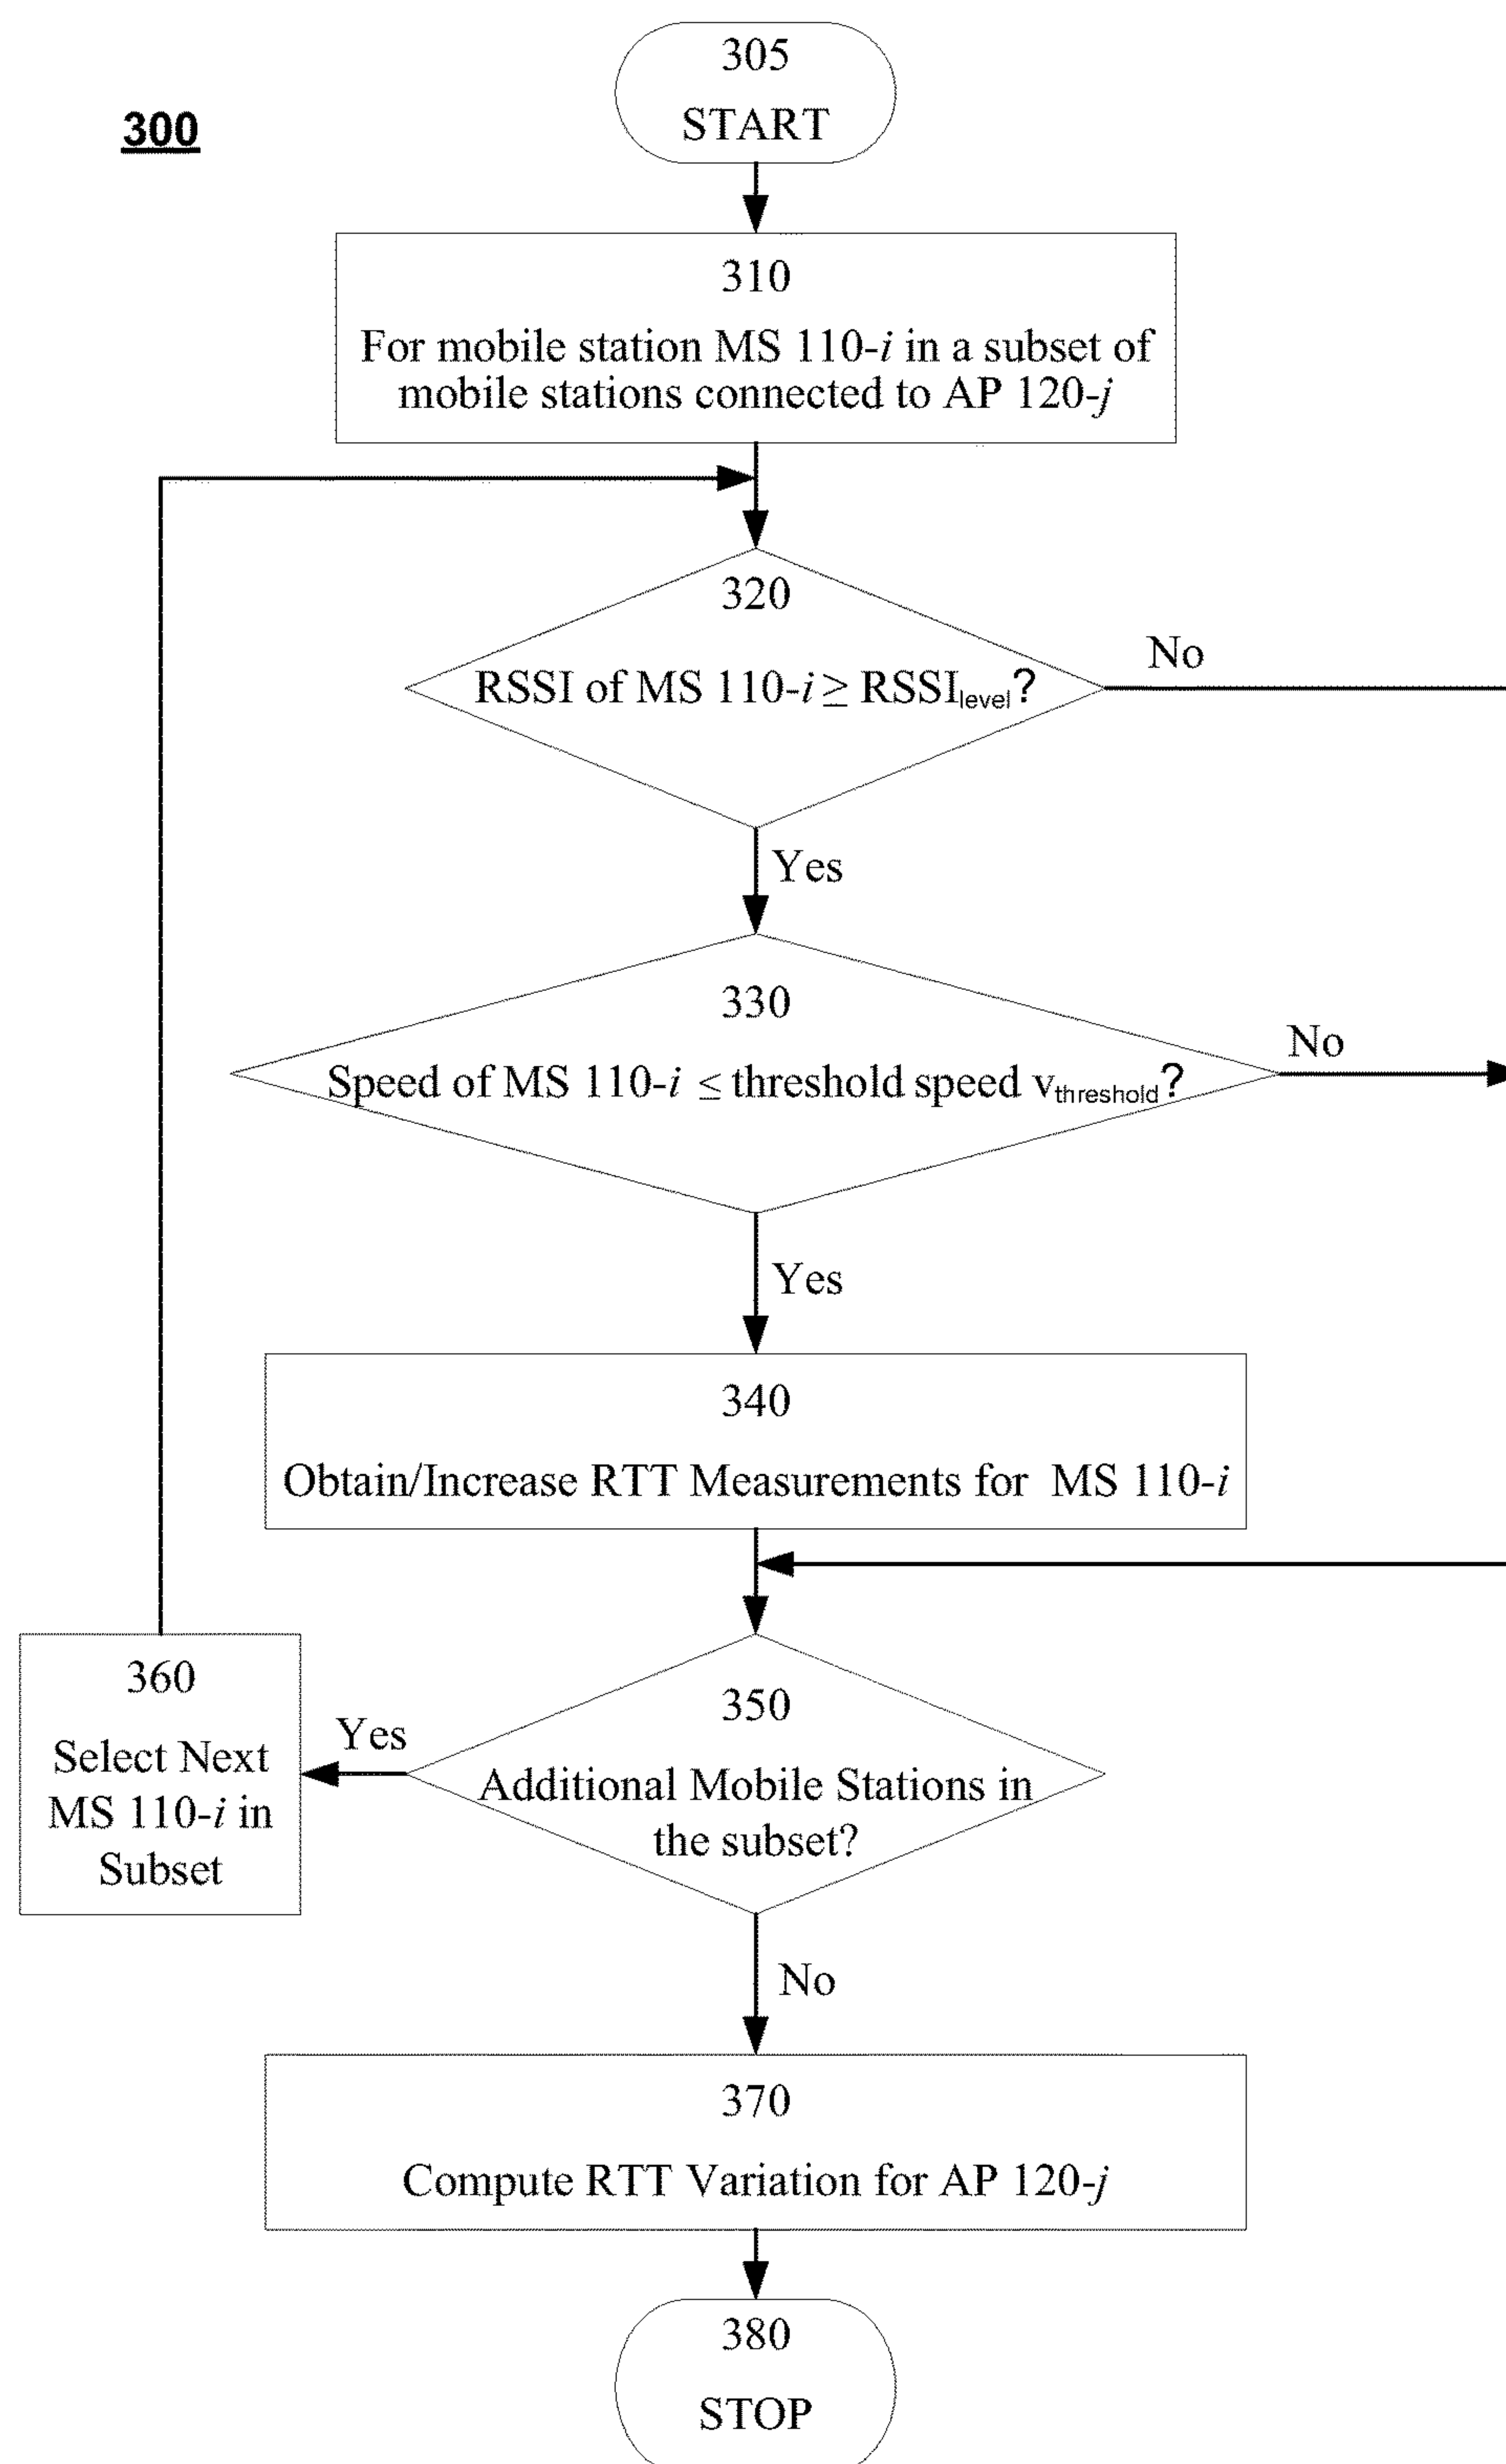 300
305
START
310
For mobile station MS 110-i in a subset of
mobile stations connected to AP 120-j
320
RSSI of MS 110-i ≥ RSSIlevel?
No
Yes
330
Speed of MS 110-i ≤ threshold speed vthreshold?
No
Yes
340
Obtain/Increase RTT Measurements for MS 110-i
350
Additional Mobile Stations in
the subset?
Yes
360
Select Next
MS 110-i in
Subset
No
370
Compute RTT Variation for AP 120-j
380
STOP